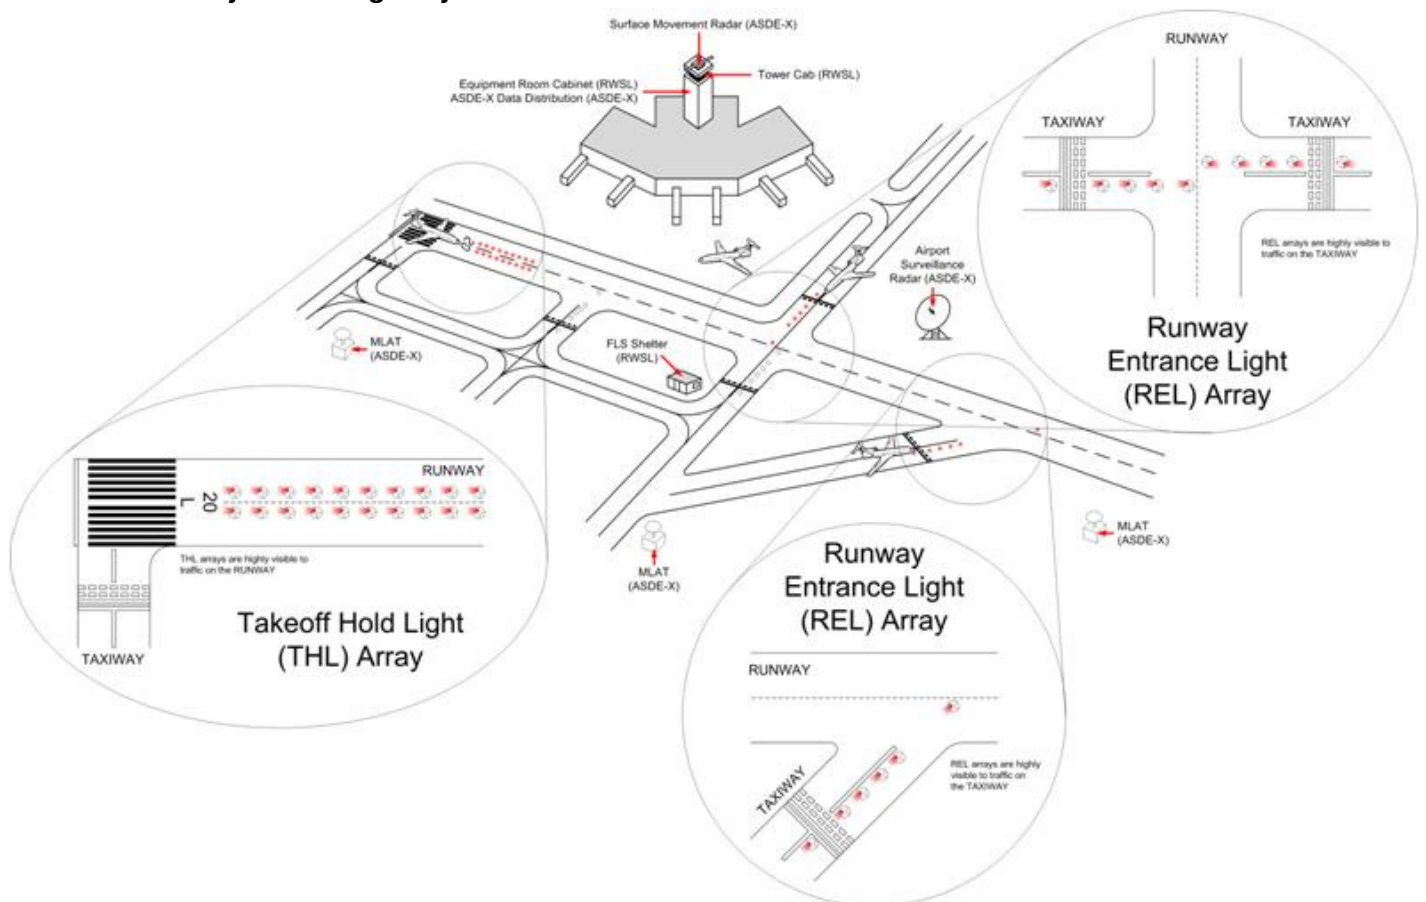 Surface Movement Radar (ASDE-X)
Equipment Room Cabinet (RWSL)
ASDE-X Data Distribution (ASDE-X)
Tower Cab (RWSL)
RUNWAY
TAXIWAY
TAXIWAY
REL arrays are highly visible to
traffic on the TAXIWAY
Runway
Entrance Light
(REL) Array
Airport
Surveillance
Radar (ASDE-X)
MLAT
(ASDE-X)
FLS Shelter
(RWSL)
RUNWAY
20
L
THL arrays are highly visible to
traffic on the RUNWAY
Takeoff Hold Light
(THL) Array
TAXIWAY
MLAT
(ASDE-X)
MLAT
(ASDE-X)
Runway
Entrance Light
(REL) Array
RUNWAY
REL arrays are highly
visible to traffic on
the TAXIWAY
TAXIWAY